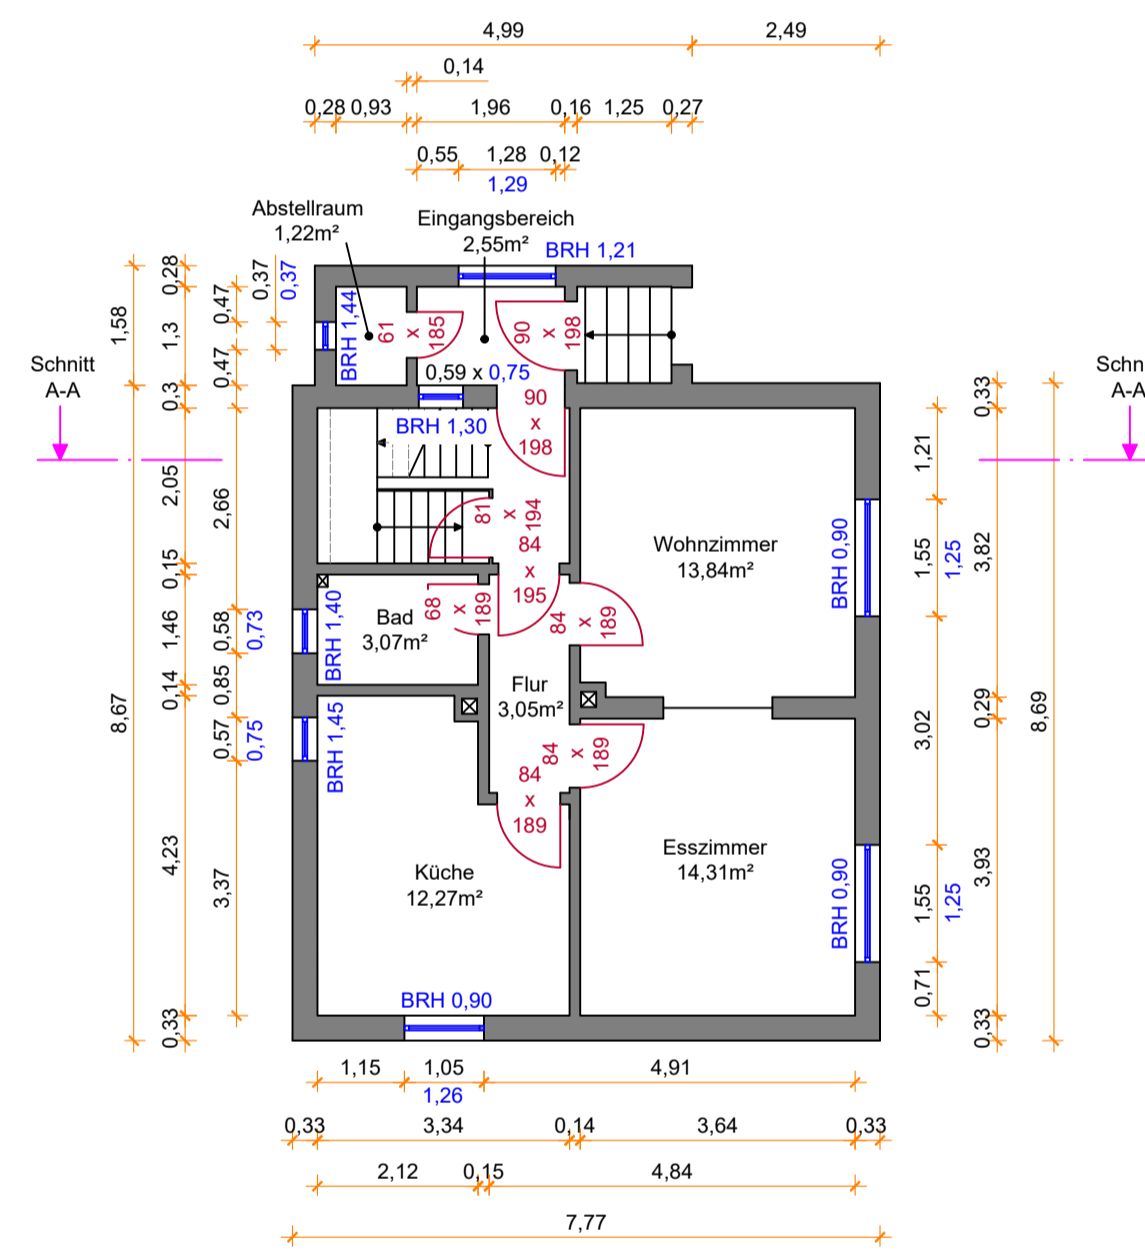 4,99
2,49
0,14
0,28
0,93
1,96
0,16
1,25
0,27
0,55
1,28
0,12
1,29
Abstellraum
1,22m²
Eingangsbereich
2,55m²
BRH 1,21
0,28
0,37
0,37
0,47
1,58
1,3
BRH 1,44
61
x
185
90
x
198
0,47
0,3
0,59 x 0,75
90
x
198
BRH 1,30
Schnitt
A-A
Schn
A-A
0,33
1,21
2,05
2,66
81
x
194
84
x
195
Wohnzimmer
13,84m²
BRH 0,90
1,55
1,25
3,82
0,15
1,46
0,58
0,73
BRH 1,40
Bad
3,07m²
68
x
189
84
x
189
0,14
0,85
Flur
3,05m²
0,29
8,67
0,57
0,75
BRH 1,45
3,02
8,69
84
x
189
84
x
189
4,23
3,37
Küche
12,27m²
Esszimmer
14,31m²
BRH 0,90
1,55
1,25
3,93
0,71
BRH 0,90
0,33
0,33
1,15
1,05
4,91
1,26
0,33
3,34
0,14
3,64
0,33
2,12
0,15
4,84
7,77